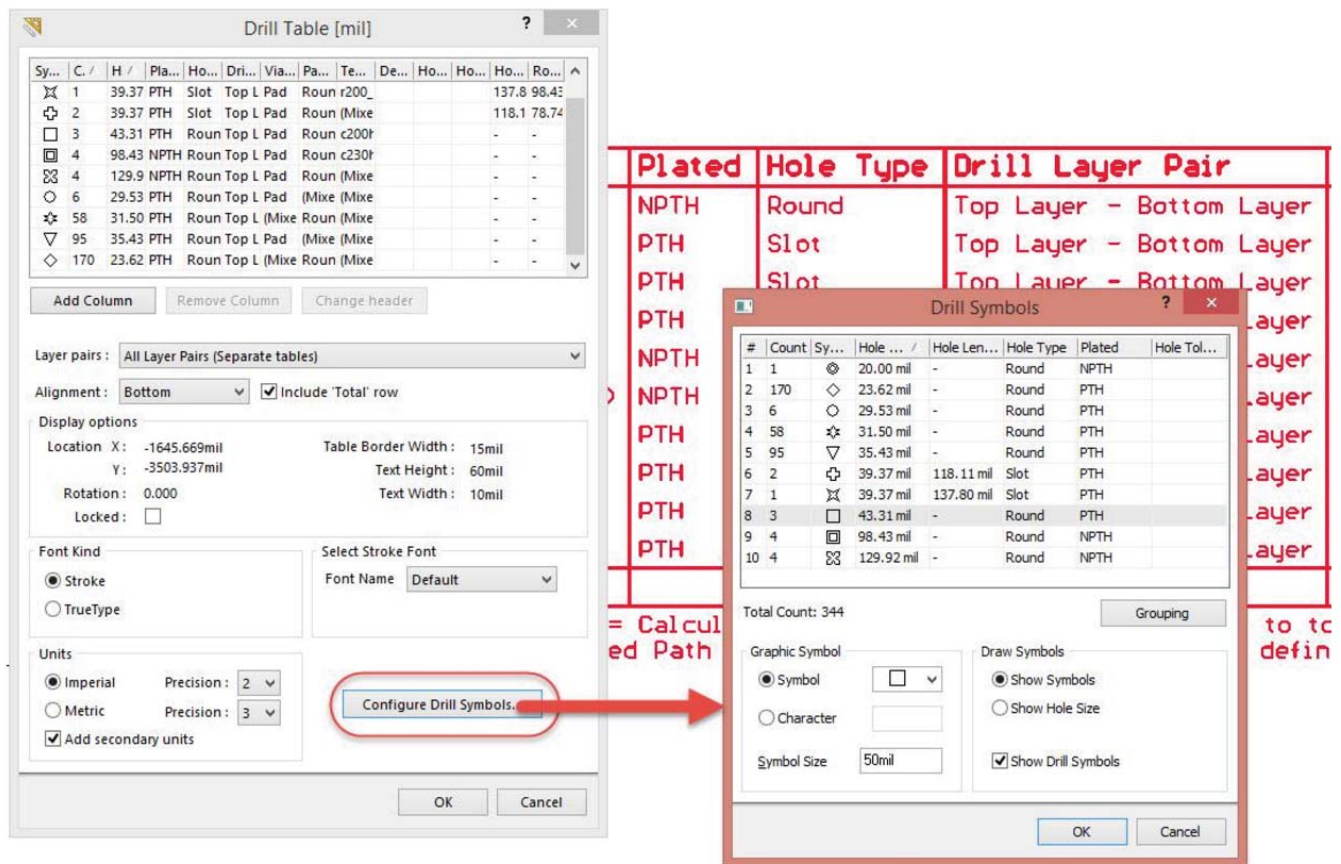 Drill Table [mil] ?
Sy... C. H Pla... Ho... Dri... Via... Pa... Te... De... Ho... Ho... Ho... Ro...
1 39.37 PTH Slot Top L Pad Roun r200_ 137.8 98.43
2 39.37 PTH Slot Top L Pad Roun (Mixe 118.1 78.74
3 43.31 PTH Roun Top L Pad Roun c200h - -
4 98.43 NPTH Roun Top L Pad Roun c230h - -
4 129.9 NPTH Roun Top L Pad Roun (Mixe - -
6 29.53 PTH Roun Top L Pad (Mixe (Mixe - -
58 31.50 PTH Roun Top L (Mixe Roun (Mixe - -
95 35.43 PTH Roun Top L Pad (Mixe (Mixe - -
170 23.62 PTH Roun Top L (Mixe Roun (Mixe - -
Add Column Remove Column Change header
Layer pairs : All Layer Pairs (Separate tables)
Alignment : Bottom Include 'Total' row
Display options
Location X : -1645.669mil Table Border Width : 15mil
Y : -3503.937mil Text Height : 60mil
Rotation : 0.000 Text Width : 10mil
Locked :
Font Kind
Stroke
TrueType
Select Stroke Font
Font Name Default
Units
Imperial Precision : 2
Metric Precision : 3
Add secondary units
Configure Drill Symbols...
OK Cancel
Plated Hole Type Drill Layer Pair
NPTH Round Top Layer - Bottom Layer
PTH Slot Top Layer - Bottom Layer
PTH Slot Top Layer - Bottom Layer
PTH Layer
NPTH Layer
NPTH Layer
PTH Layer
PTH Layer
PTH Layer
PTH Layer
= Calcul to to
ed Path defin
Drill Symbols ?
# Count Sy... Hole ... Hole Len... Hole Type Plated Hole Tol...
1 1 20.00 mil - Round NPTH
2 170 23.62 mil - Round PTH
3 6 29.53 mil - Round PTH
4 58 31.50 mil - Round PTH
5 95 35.43 mil - Round PTH
6 2 39.37 mil 118.11 mil Slot PTH
7 1 39.37 mil 137.80 mil Slot PTH
8 3 43.31 mil - Round PTH
9 4 98.43 mil - Round NPTH
10 4 129.92 mil - Round NPTH
Total Count: 344 Grouping
Graphic Symbol
Symbol
Character
Symbol Size 50mil
Draw Symbols
Show Symbols
Show Hole Size
Show Drill Symbols
OK Cancel